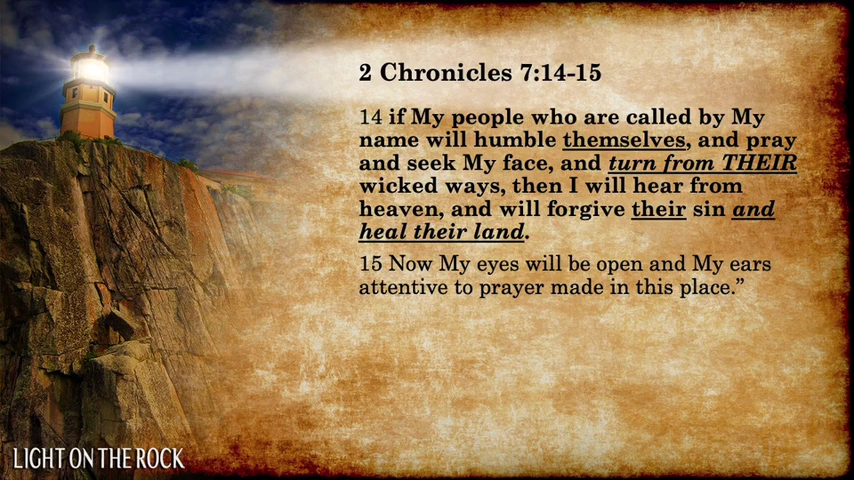 2 Chronicles 7:14-15
14 if My people who are called by My
name will humble themselves, and pray
and seek My face, and turn from THEIR
wicked ways, then I will hear from
heaven, and will forgive their sin and
heal their land.
15 Now My eyes will be open and My ears
attentive to prayer made in this place.”
LIGHT ON THE ROCK